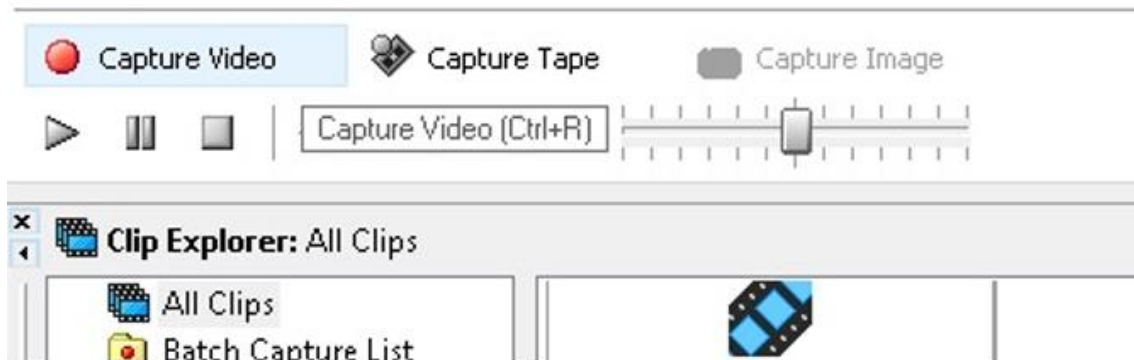 Capture Video Capture Tape Capture Image
Capture Video (Ctrl+R)
Clip Explorer: All Clips
All Clips
Batch Capture List